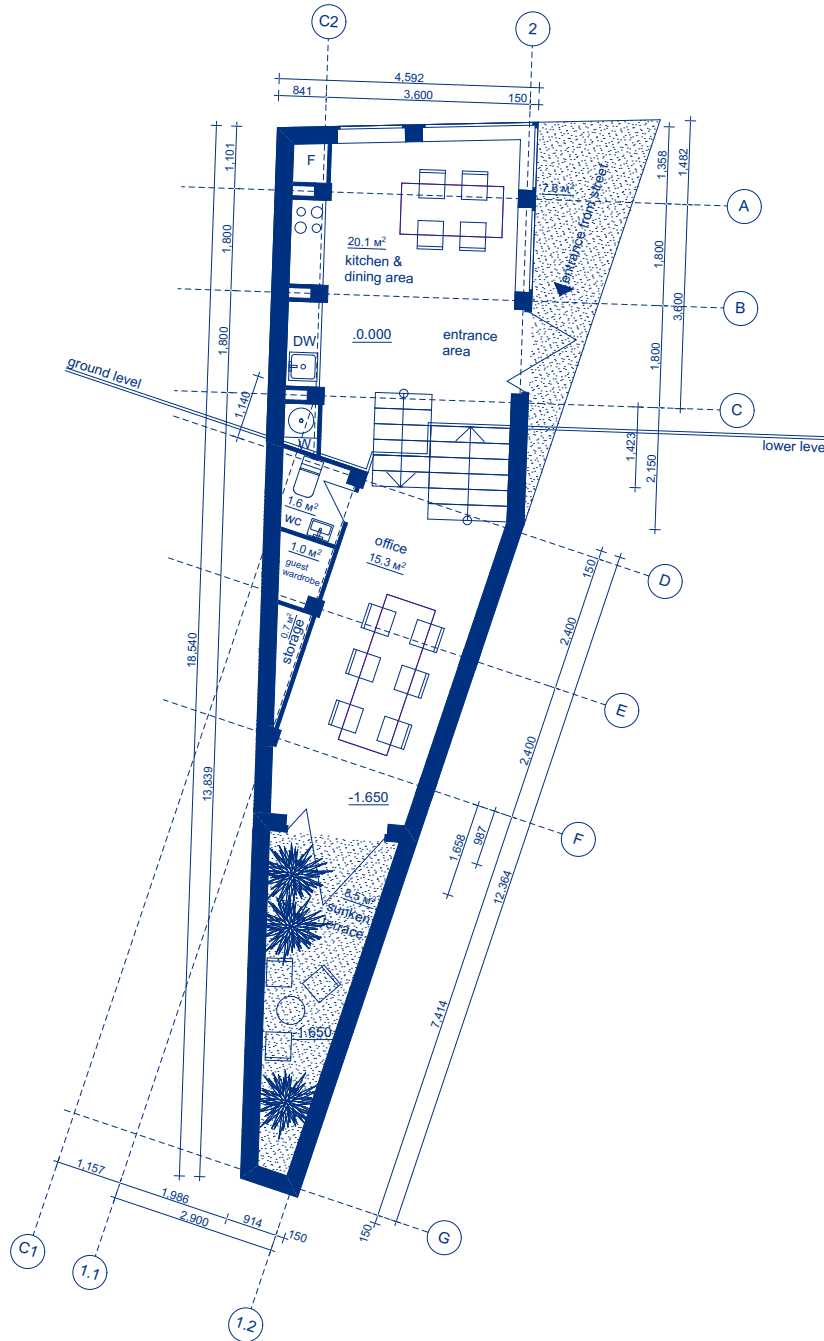 C2
2
4,592
841
3,600
150
1,101
1,358
1,482
F
7.8 м²
A
entrance from street
1,800
20.1 м²
kitchen &
dining area
1,800
B
3,600
1,800
DW
.0.000
entrance
area
1,800
ground level
1,140
C
W
lower level
1,423
2,150
1.6 м²
wc
office
15.3 м²
1.0 м²
guest
wardrobe
150
D
0.7 м²
storage
2,400
18,540
E
2,400
13,839
-1.650
F
1,658
987
12,364
8.5 м²
sunken
terrace
7,414
-1.650
1,157
1,986
914
2,900
150
150
G
C1
1.1
1.2